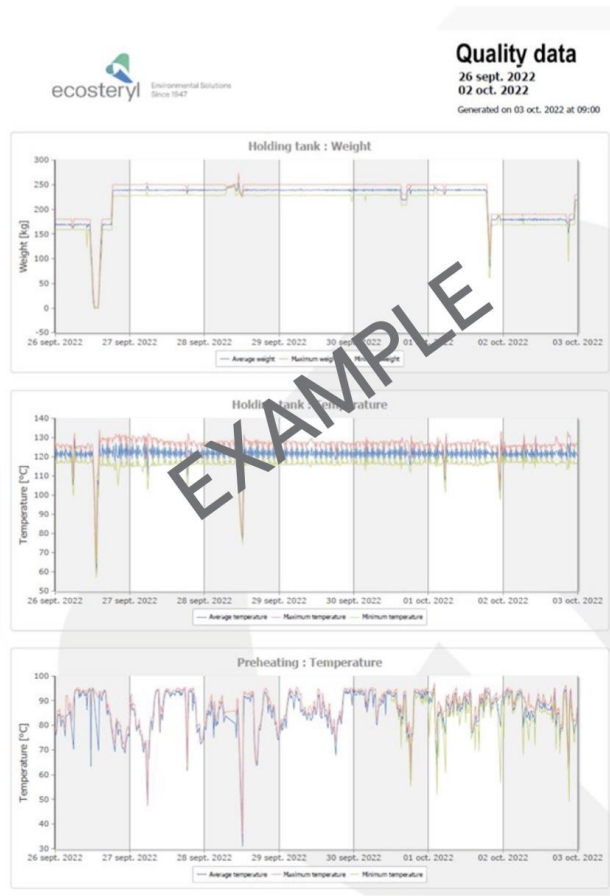 Quality data
ecosteryl Environmental Solutions
Since 1947
26 sept. 2022
02 oct. 2022
Generated on 03 oct. 2022 at 09:00
Holding tank : Weight
Weight [kg]
300
250
200
150
100
50
0
-50
26 sept. 2022 27 sept. 2022 28 sept. 2022 29 sept. 2022 30 sept. 2022 01 oct. 2022 02 oct. 2022 03 oct. 2022
Average weight Maximum weight Minimum weight
EXAMPLE
Holding tank : Temperature
Temperature [°C]
140
130
120
110
100
90
80
70
60
50
26 sept. 2022 27 sept. 2022 28 sept. 2022 29 sept. 2022 30 sept. 2022 01 oct. 2022 02 oct. 2022 03 oct. 2022
Average temperature Maximum temperature Minimum temperature
Preheating : Temperature
Temperature [°C]
100
90
80
70
60
50
40
30
26 sept. 2022 27 sept. 2022 28 sept. 2022 29 sept. 2022 30 sept. 2022 01 oct. 2022 02 oct. 2022 03 oct. 2022
Average temperature Maximum temperature Minimum temperature